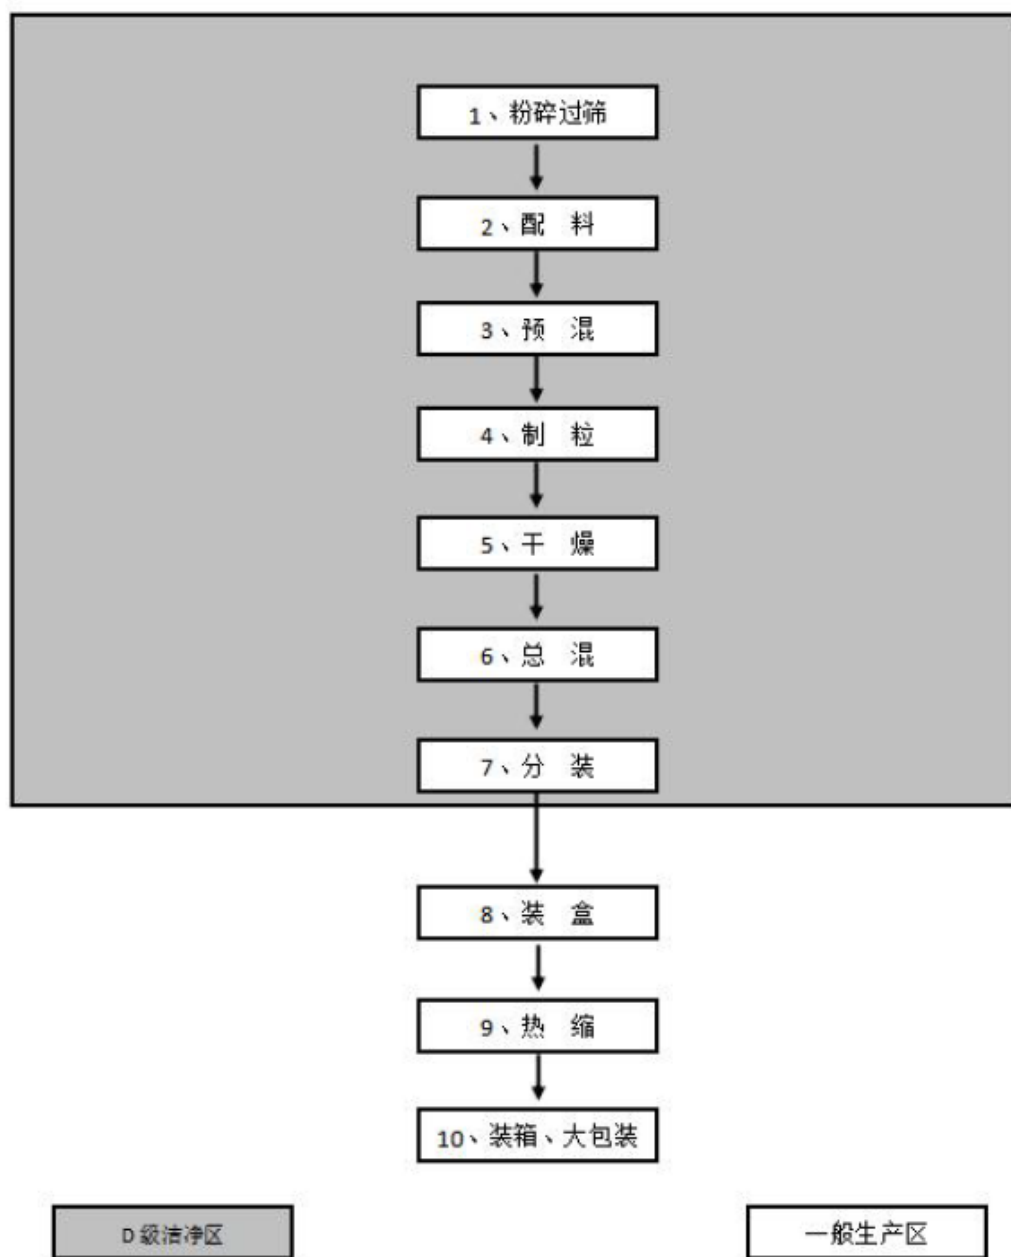 1、粉碎过筛
2、配 料
3、预 混
4、制 粒
5、干 燥
6、总 混
7、分 装
8、装 盒
9、热 缩
10、装箱、大包装
D级洁净区
一般生产区